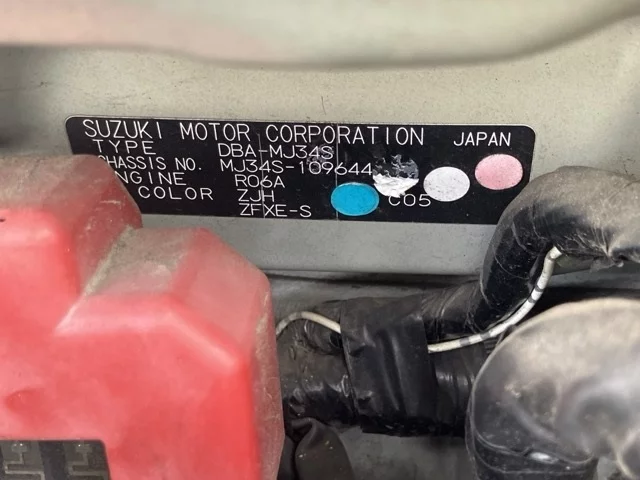 SUZUKI MOTOR CORPORATION JAPAN
TYPE DBA-MJ34S
CHASSIS NO. MJ34S-109644
ENGINE R06A
COLOR ZJH C05
ZFXE-S